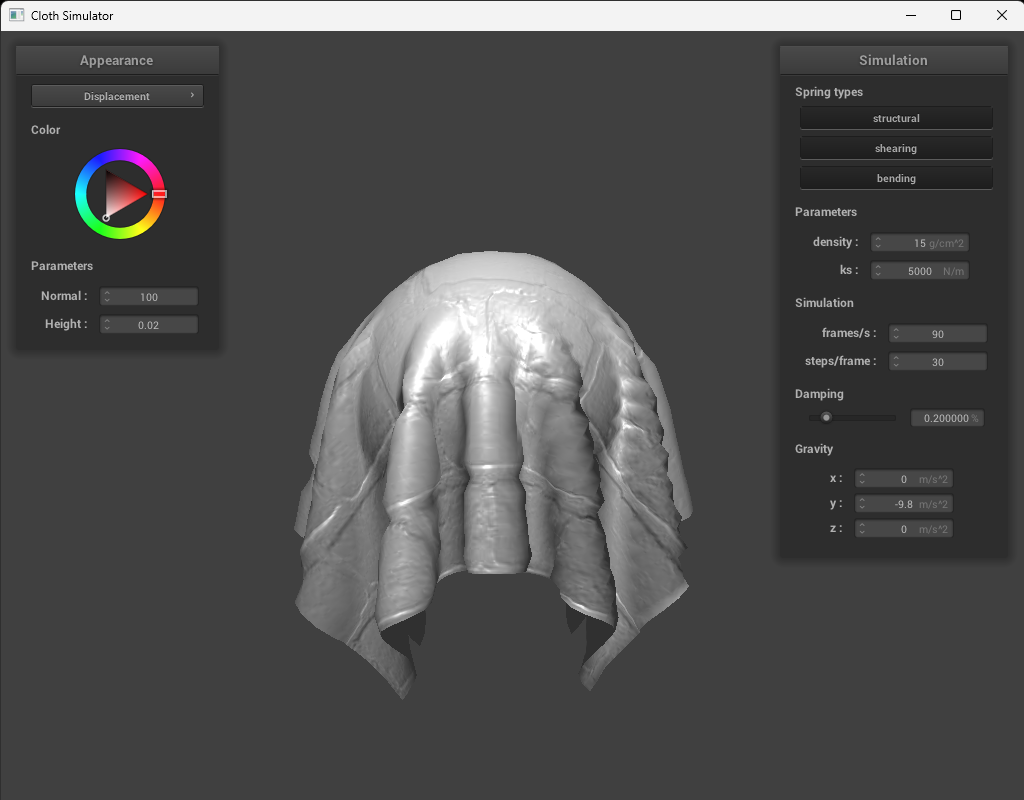 Cloth Simulator
Appearance
Displacement
Color
Parameters
Normal : 100
Height : 0.02
Simulation
Spring types
structural
shearing
bending
Parameters
density : 15 g/cm^2
ks : 5000 N/m
Simulation
frames/s : 90
steps/frame : 30
Damping
0.200000 %
Gravity
x : 0 m/s^2
y : -9.8 m/s^2
z : 0 m/s^2